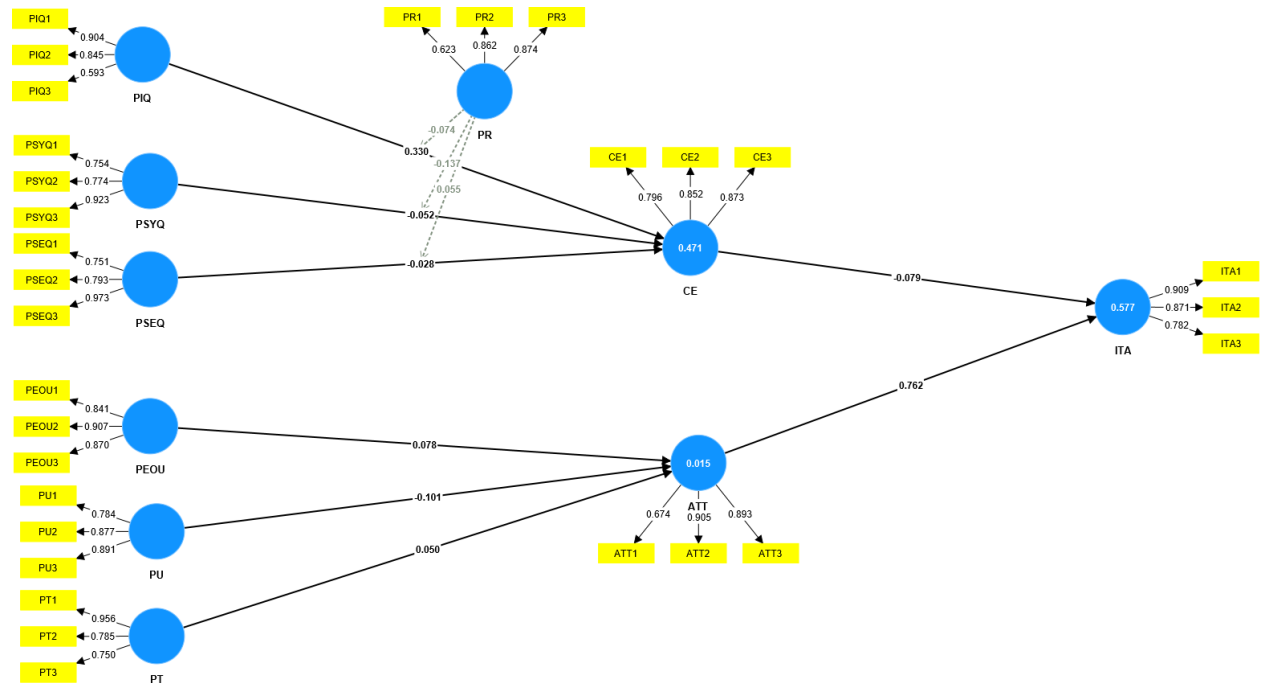 PIQ1
0.904
PIQ2
0.845
0.593
PIQ3
PIQ
PR1
PR2
PR3
0.623
0.862
0.874
PR
-0.074
0.330
-0.137
0.055
PSYQ1
0.754
PSYQ2
0.774
0.923
PSYQ3
PSYQ
-0.052
PSEQ1
0.751
PSEQ2
0.793
0.973
PSEQ3
PSEQ
-0.028
CE1
CE2
CE3
0.796
0.852
0.873
0.471
CE
-0.079
ITA1
0.909
0.577
0.871
ITA2
0.782
ITA3
ITA
0.762
PEOU1
0.841
PEOU2
0.907
0.870
PEOU3
PEOU
0.078
PU1
0.784
PU2
0.877
0.891
PU3
PU
-0.101
0.015
ATT
0.674
0.905
0.893
ATT1
ATT2
ATT3
0.050
PT1
0.956
PT2
0.785
0.750
PT3
PT